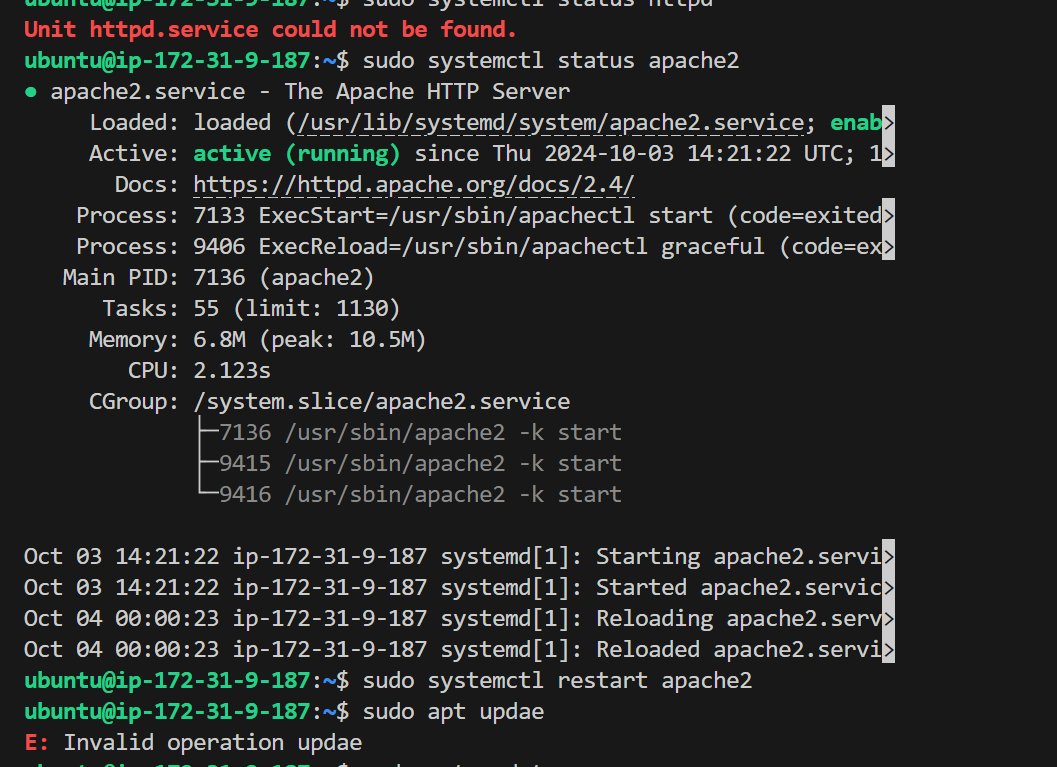 ubuntu@ip-172-31-9-187:~$ sudo systemctl status httpd
Unit httpd.service could not be found.
ubuntu@ip-172-31-9-187:~$ sudo systemctl status apache2
● apache2.service - The Apache HTTP Server
Loaded: loaded (/usr/lib/systemd/system/apache2.service; enab>
Active: active (running) since Thu 2024-10-03 14:21:22 UTC; 1>
Docs: https://httpd.apache.org/docs/2.4/
Process: 7133 ExecStart=/usr/sbin/apachectl start (code=exited>
Process: 9406 ExecReload=/usr/sbin/apachectl graceful (code=ex>
Main PID: 7136 (apache2)
Tasks: 55 (limit: 1130)
Memory: 6.8M (peak: 10.5M)
CPU: 2.123s
CGroup: /system.slice/apache2.service
├─7136 /usr/sbin/apache2 -k start
├─9415 /usr/sbin/apache2 -k start
└─9416 /usr/sbin/apache2 -k start
Oct 03 14:21:22 ip-172-31-9-187 systemd[1]: Starting apache2.servi>
Oct 03 14:21:22 ip-172-31-9-187 systemd[1]: Started apache2.servic>
Oct 04 00:00:23 ip-172-31-9-187 systemd[1]: Reloading apache2.serv>
Oct 04 00:00:23 ip-172-31-9-187 systemd[1]: Reloaded apache2.servi>
ubuntu@ip-172-31-9-187:~$ sudo systemctl restart apache2
ubuntu@ip-172-31-9-187:~$ sudo apt updae
E: Invalid operation updae